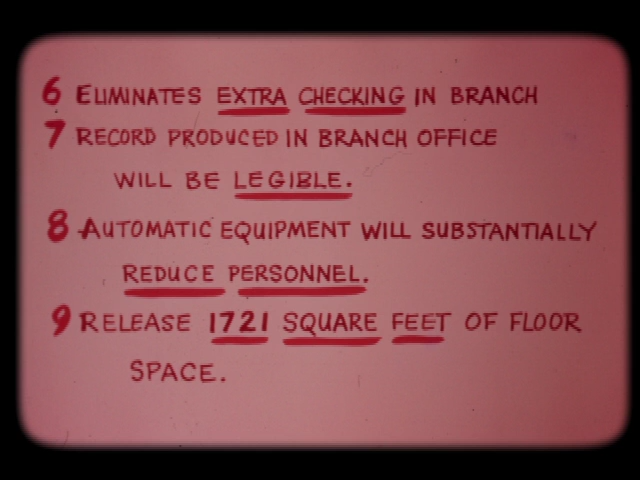 6 ELIMINATES EXTRA CHECKING IN BRANCH
7 RECORD PRODUCED IN BRANCH OFFICE
WILL BE LEGIBLE.
8 AUTOMATIC EQUIPMENT WILL SUBSTANTIALLY
REDUCE PERSONNEL.
9 RELEASE 1721 SQUARE FEET OF FLOOR
SPACE.